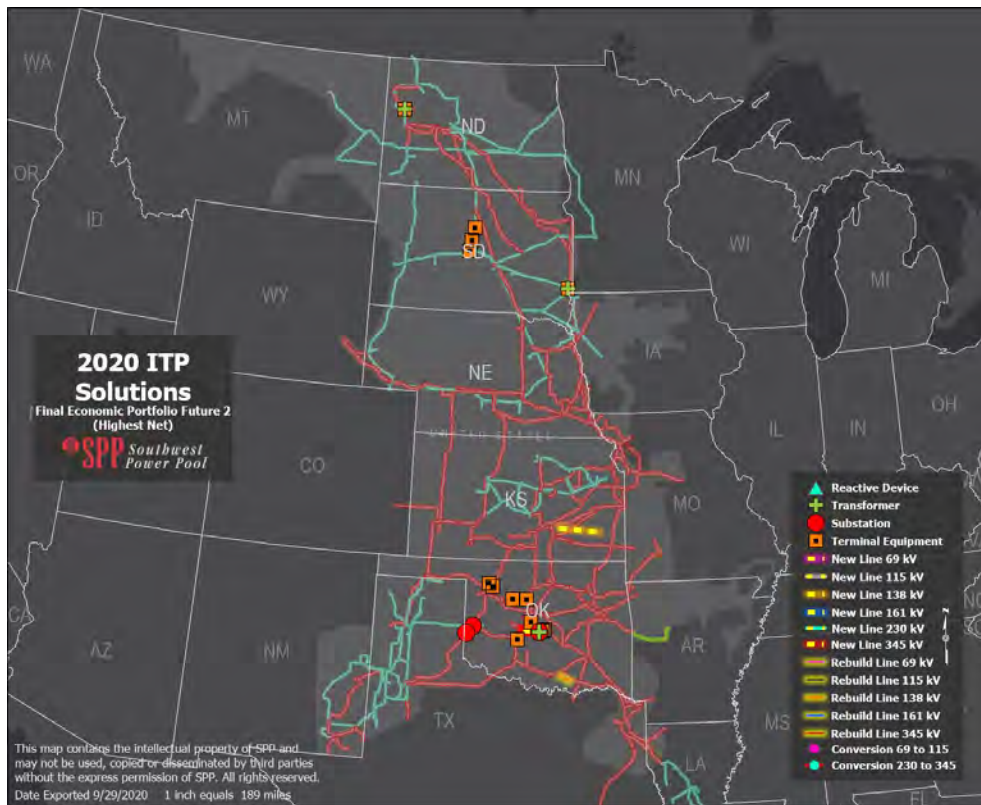 WA
MT
ND
MN
OR
ID
SD
WI
MI
WY
IA
NE
2020 ITP
Solutions
Final Economic Portfolio Future 2
(Highest Net)
SPP Southwest
Power Pool
UNITED STATES
IL
IN
OH
CO
KS
MO
Reactive Device
Transformer
Substation
Terminal Equipment
New Line 69 kV
New Line 115 kV
New Line 138 kV
New Line 161 kV
New Line 230 kV
New Line 345 kV
Rebuild Line 69 kV
Rebuild Line 115 kV
Rebuild Line 138 kV
Rebuild Line 161 kV
Rebuild Line 345 kV
Conversion 69 to 115
Conversion 230 to 345
N
CA
AZ
NM
OK
AR
TX
MS
LA
This map contains the intellectual property of SPP and
may not be used, copied or disseminated by third parties
without the express permission of SPP. All rights reserved.
Date Exported 9/29/2020 1 inch equals 189 miles